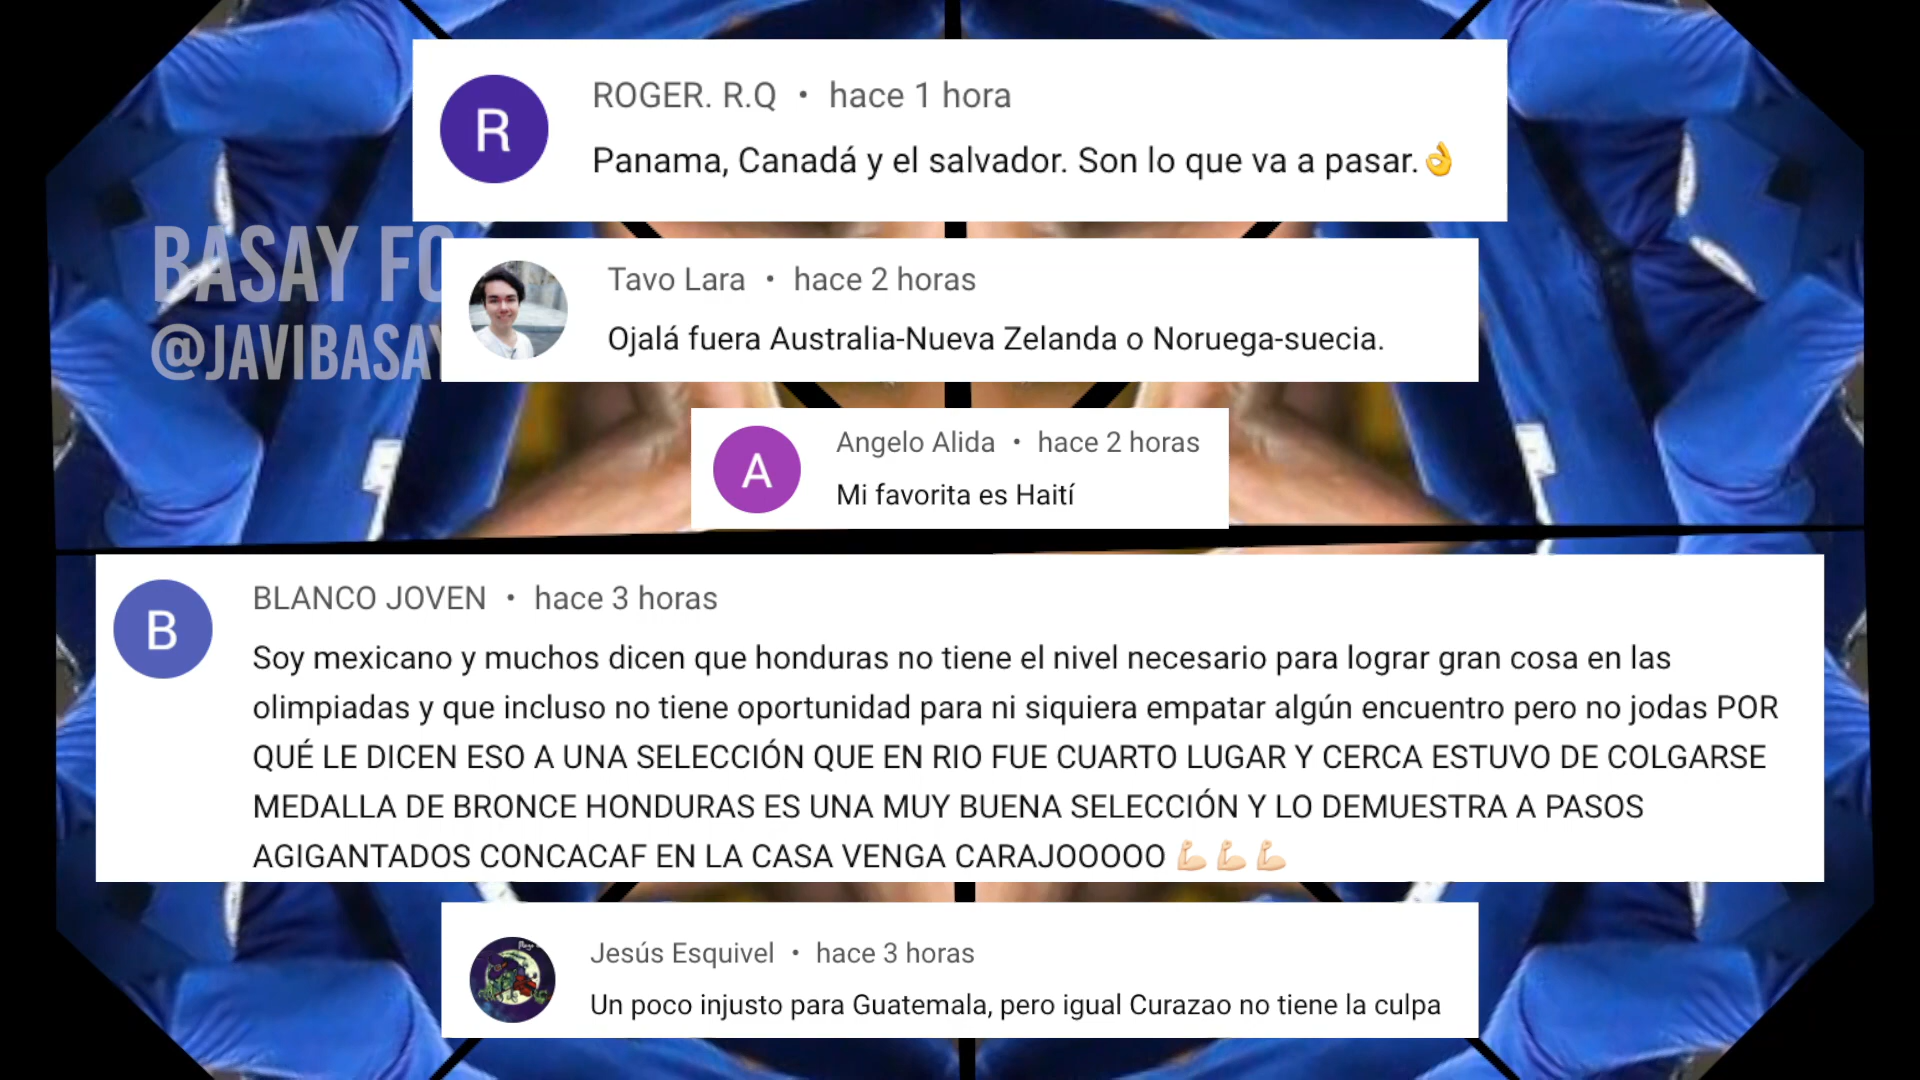 R
ROGER. R.Q • hace 1 hora
Panama, Canadá y el salvador. Son lo que va a pasar.👌
BASAY FC
@JAVIBASAY
Tavo Lara • hace 2 horas
Ojalá fuera Australia-Nueva Zelanda o Noruega-suecia.
A
Angelo Alida • hace 2 horas
Mi favorita es Haití
B
BLANCO JOVEN • hace 3 horas
Soy mexicano y muchos dicen que honduras no tiene el nivel necesario para lograr gran cosa en las
olimpiadas y que incluso no tiene oportunidad para ni siquiera empatar algún encuentro pero no jodas POR
QUÉ LE DICEN ESO A UNA SELECCIÓN QUE EN RIO FUE CUARTO LUGAR Y CERCA ESTUVO DE COLGARSE
MEDALLA DE BRONCE HONDURAS ES UNA MUY BUENA SELECCIÓN Y LO DEMUESTRA A PASOS
AGIGANTADOS CONCACAF EN LA CASA VENGA CARAJOOOOO 💪🏻💪🏻💪🏻
Jesús Esquivel • hace 3 horas
Un poco injusto para Guatemala, pero igual Curazao no tiene la culpa